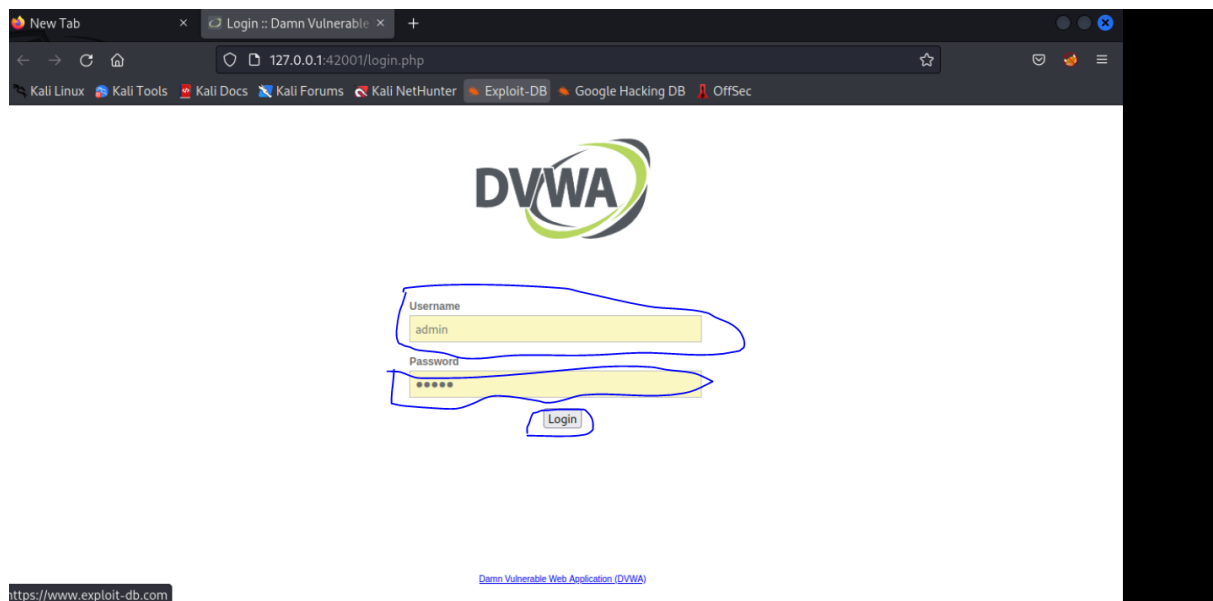 New Tab
Login :: Damn Vulnerable
127.0.0.1:42001/login.php
Kali Linux Kali Tools Kali Docs Kali Forums Kali NetHunter Exploit-DB Google Hacking DB OffSec
DVWA
Username
admin
Password
Login
Damn Vulnerable Web Application (DVWA)
https://www.exploit-db.com